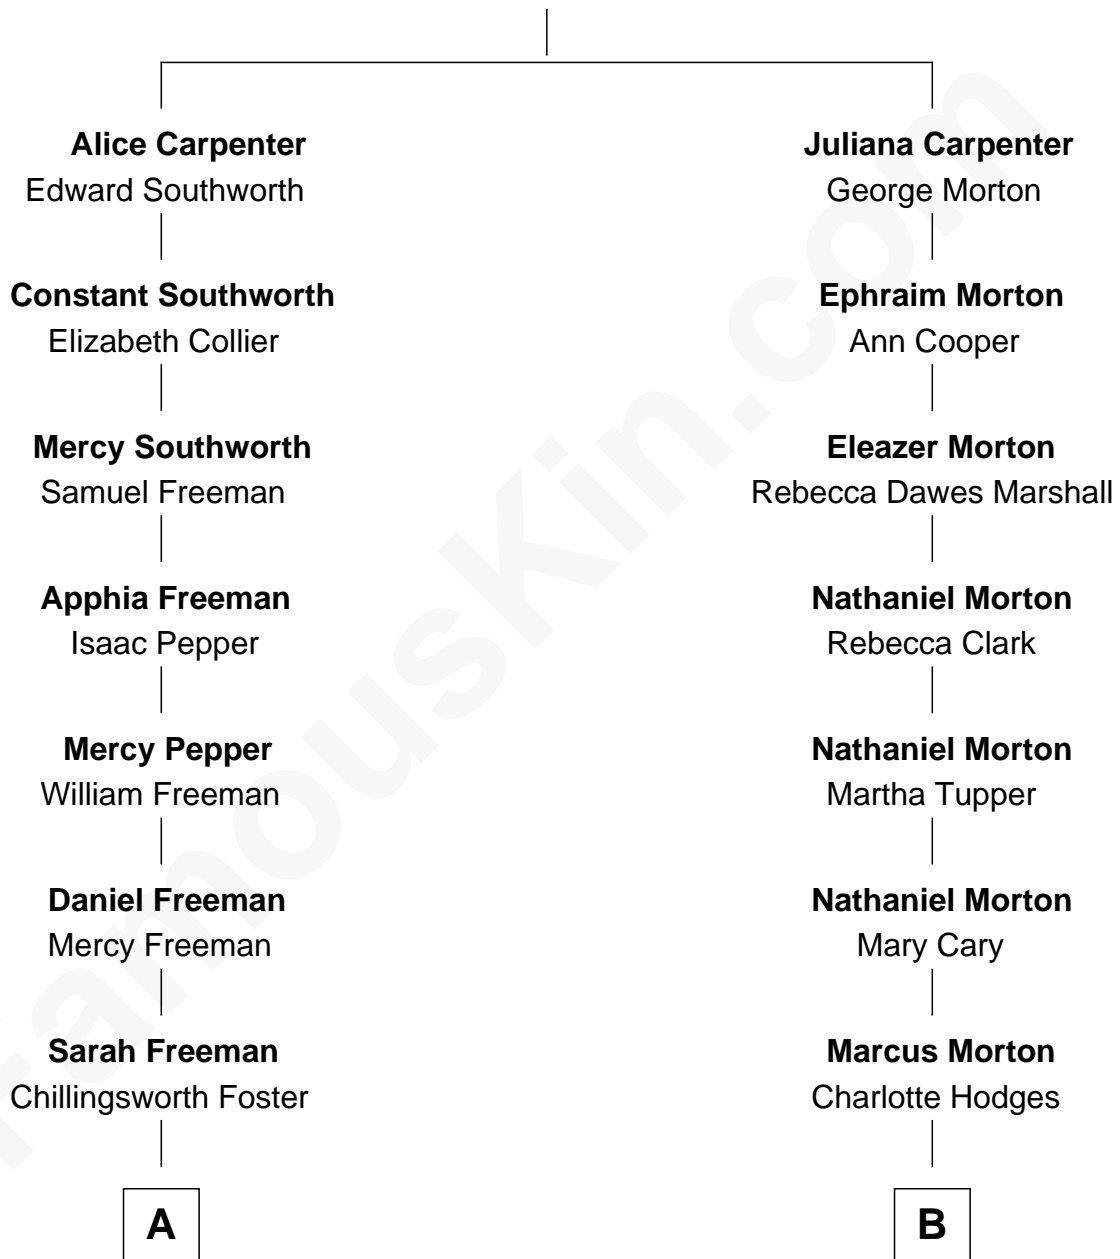 Alice Carpenter
Edward Southworth
Constant Southworth
Elizabeth Collier
Mercy Southworth
Samuel Freeman
Apphia Freeman
Isaac Pepper
Mercy Pepper
William Freeman
Daniel Freeman
Mercy Freeman
Sarah Freeman
Chillingsworth Foster
A
Juliana Carpenter
George Morton
Ephraim Morton
Ann Cooper
Eleazer Morton
Rebecca Dawes Marshall
Nathaniel Morton
Rebecca Clark
Nathaniel Morton
Martha Tupper
Nathaniel Morton
Mary Cary
Marcus Morton
Charlotte Hodges
B
FamousKin.com